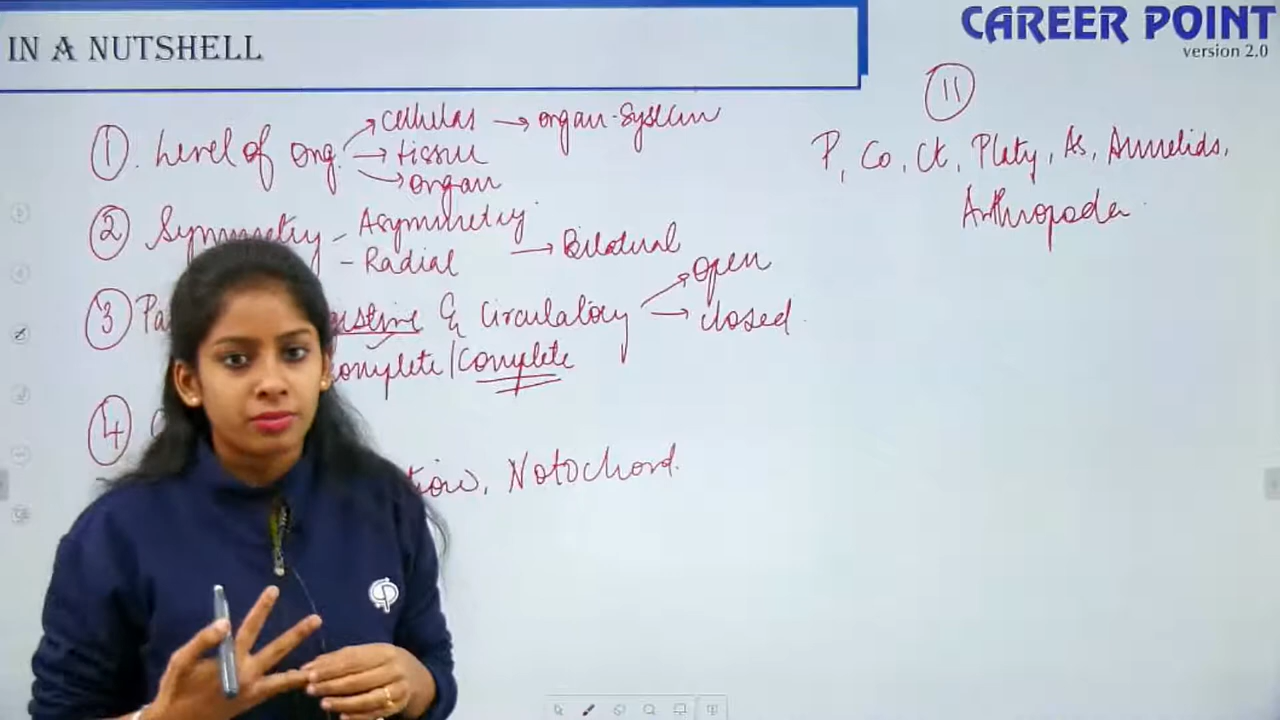 IN A NUTSHELL
CAREER POINT
version 2.0
① Level of Org. → cellular → organ-System
→ tissue
→ organ
② Symmetry – Asymmetry
– Radial → Bilateral
③ & Circulatory → open
→ closed
/Complete
④
Notochord.
⑪
P, Co, Ct, Platy, As, Annelids,
Arthropoda
CP